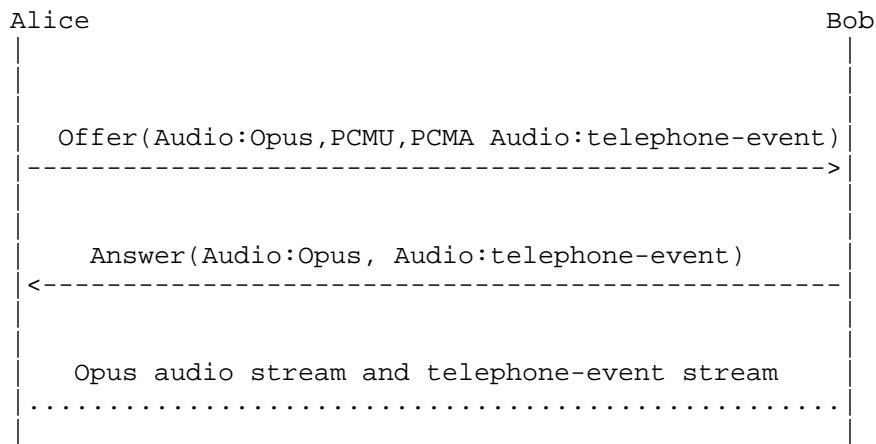 Alice Bob
Offer(Audio:Opus,PCMU,PCMA Audio:telephone-event)
Answer(Audio:Opus, Audio:telephone-event)
Opus audio stream and telephone-event stream